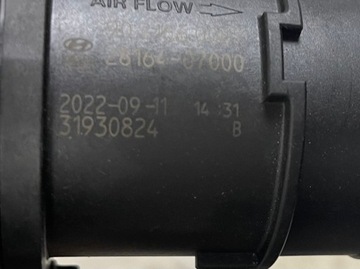 AIR FLOW
28164-07000
2022-09-11 14:31
31930824 B